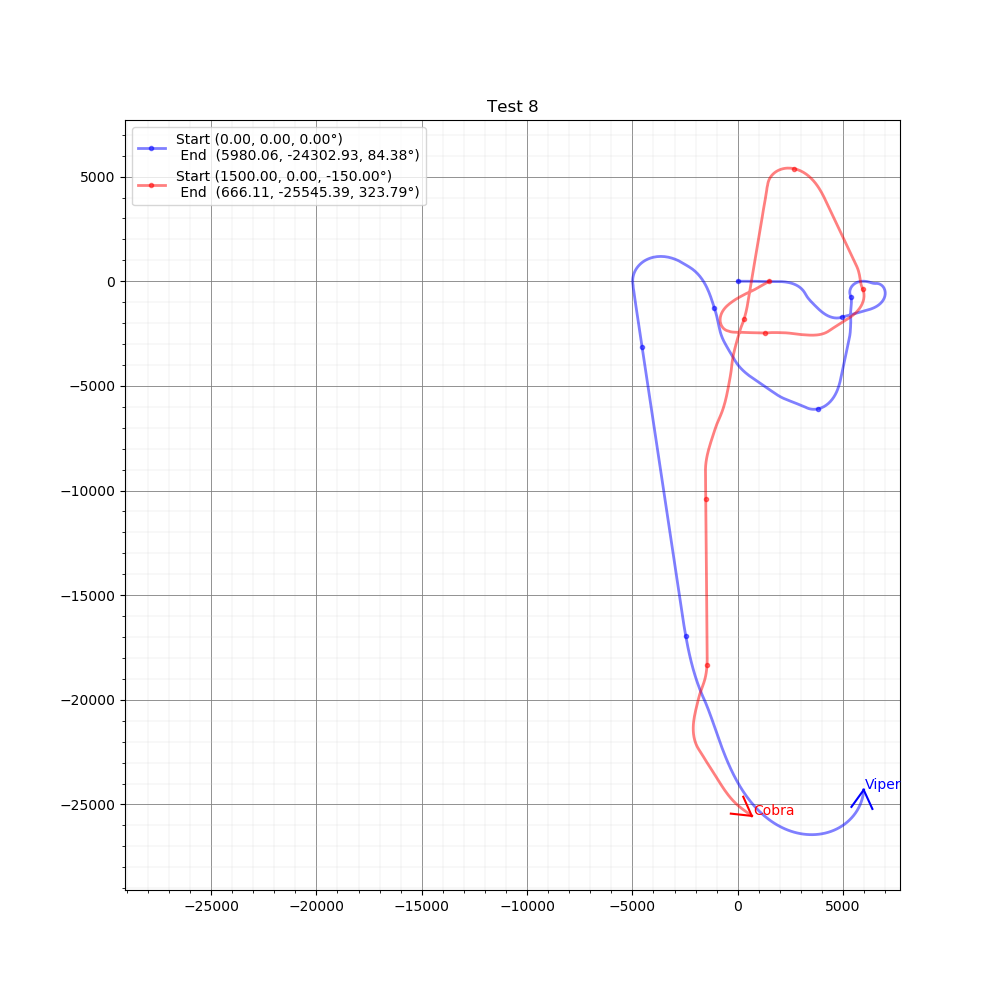 Test 8
Start (0.00, 0.00, 0.00°)
End  (5980.06, -24302.93, 84.38°)
Start (1500.00, 0.00, -150.00°)
End  (666.11, -25545.39, 323.79°)
5000
0
−5000
−10000
−15000
−20000
−25000
Viper
Cobra
−25000 −20000 −15000 −10000 −5000 0 5000